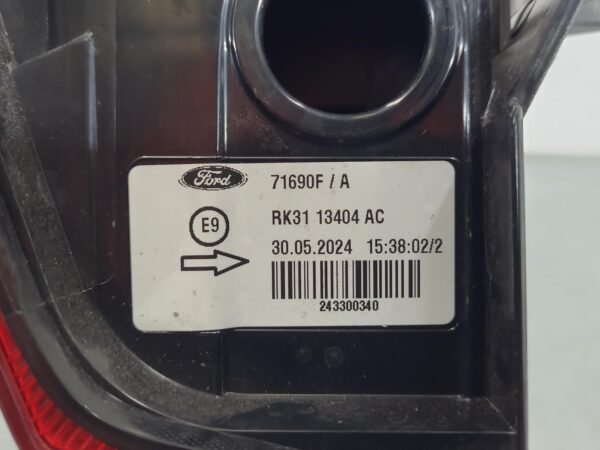 Ford 71690F / A
E9 RK31 13404 AC
30.05.2024 15:38:02/2
243300340